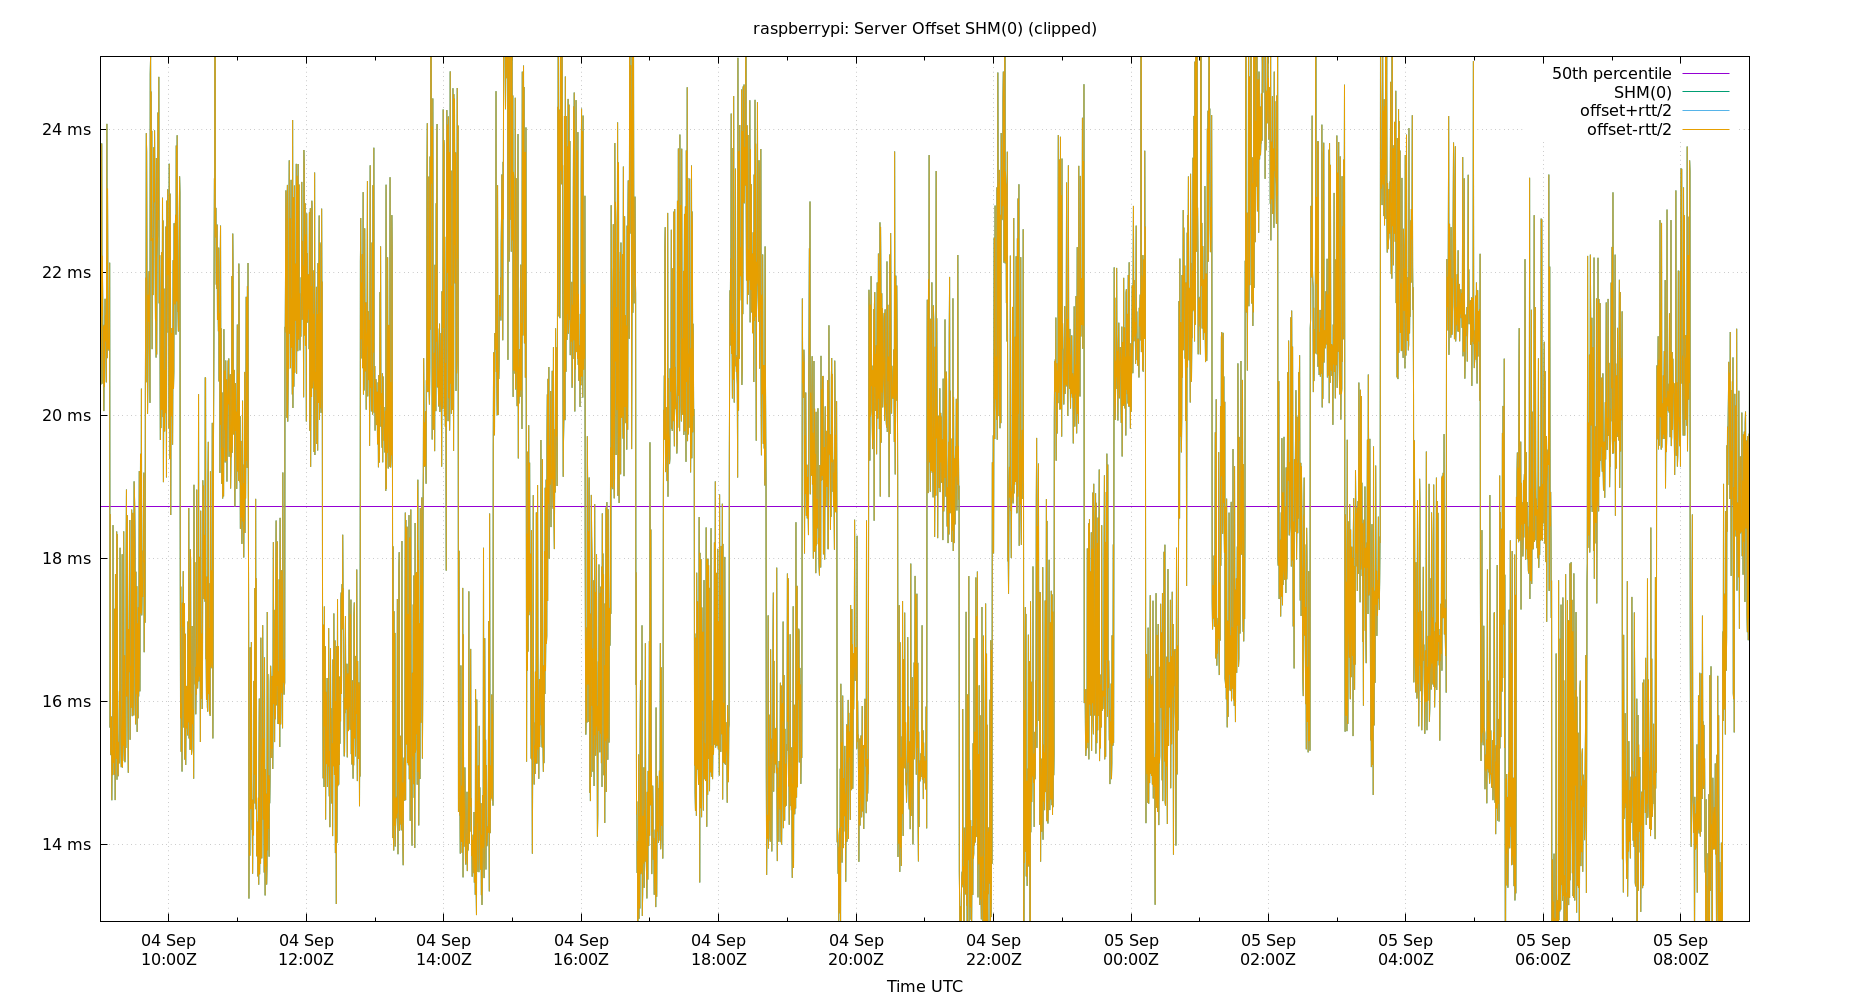 raspberrypi: Server Offset SHM(0) (clipped)
50th percentile
SHM(0)
offset+rtt/2
offset-rtt/2
24 ms
22 ms
20 ms
18 ms
16 ms
14 ms
04 Sep 04 Sep 04 Sep 04 Sep 04 Sep 04 Sep 04 Sep 05 Sep 05 Sep 05 Sep 05 Sep 05 Sep
10:00Z 12:00Z 14:00Z 16:00Z 18:00Z 20:00Z 22:00Z 00:00Z 02:00Z 04:00Z 06:00Z 08:00Z
Time UTC